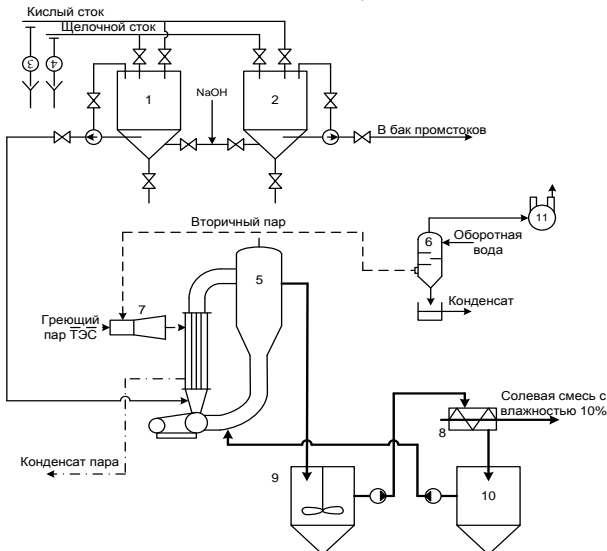 Кислый сток
Щелочной сток
3
4
1
2
NaOH
В бак промстоков
Вторичный пар
11
6
Оборотная
вода
5
7
Конденсат
Греющий
пар ТЭС
Солевая смесь с
влажностью 10%
8
Конденсат пара
9
10